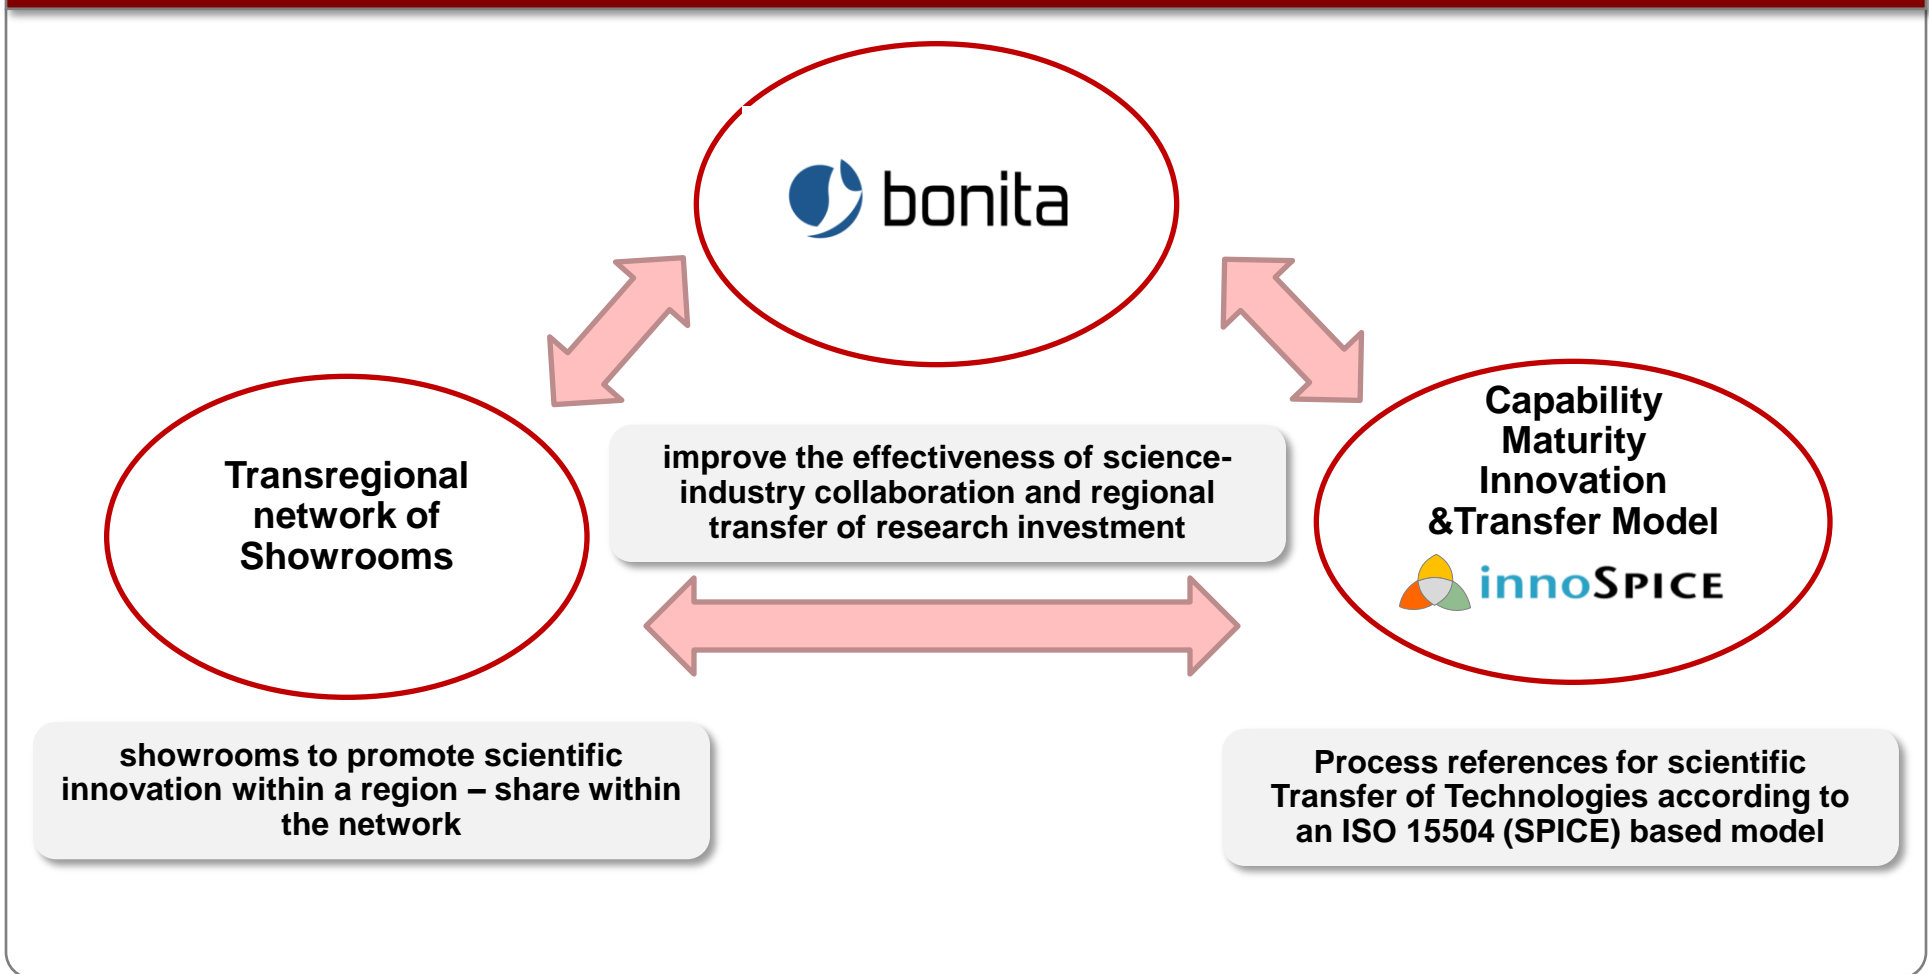 bonita
Transregional
network of
Showrooms
improve the effectiveness of science-
industry collaboration and regional
transfer of research investment
Capability
Maturity
Innovation
&Transfer Model
innoSPICE
showrooms to promote scientific
innovation within a region – share within
the network
Process references for scientific
Transfer of Technologies according to
an ISO 15504 (SPICE) based model